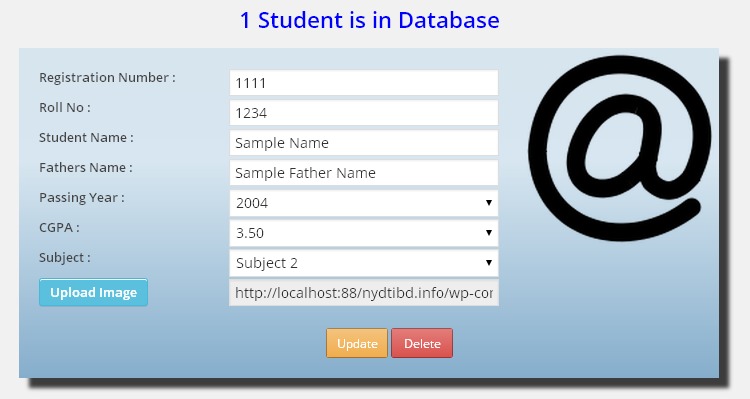 1 Student is in Database
Registration Number : 1111
Roll No : 1234
Student Name : Sample Name
Fathers Name : Sample Father Name
Passing Year : 2004
CGPA : 3.50
Subject : Subject 2
Upload Image http://localhost:88/nydtibd.info/wp-cor
Update Delete
@